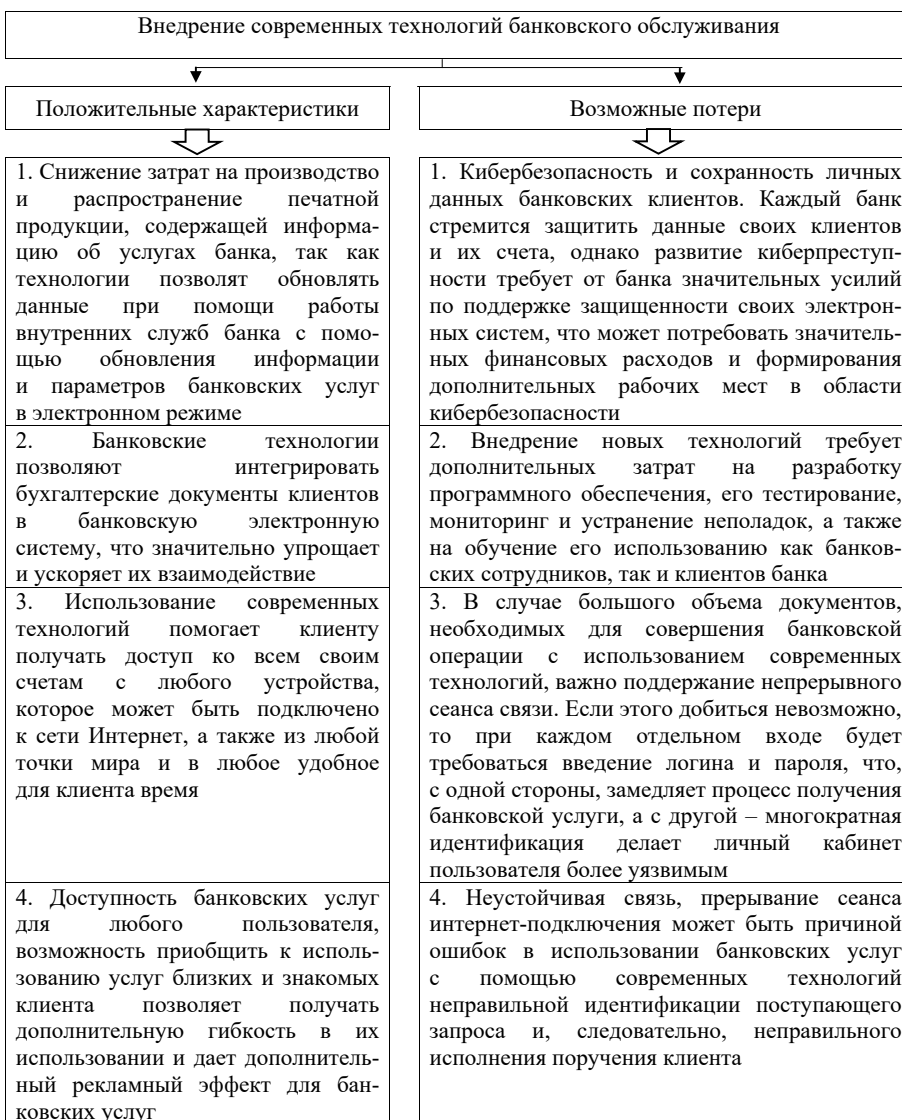 Внедрение современных технологий банковского обслуживания
Положительные характеристики
Возможные потери
1. Снижение затрат на производство
и распространение печатной
продукции, содержащей информа-
цию об услугах банка, так как
технологии позволят обновлять
данные при помощи работы
внутренних служб банка с помо-
щью обновления информации
и параметров банковских услуг
в электронном режиме
1. Кибербезопасность и сохранность личных
данных банковских клиентов. Каждый банк
стремится защитить данные своих клиентов
и их счета, однако развитие киберпреступ-
ности требует от банка значительных усилий
по поддержке защищенности своих электрон-
ных систем, что может потребовать значитель-
ных финансовых расходов и формирования
дополнительных рабочих мест в области
кибербезопасности
2. Банковские технологии
позволяют интегрировать
бухгалтерские документы клиентов
в банковскую электронную
систему, что значительно упрощает
и ускоряет их взаимодействие
2. Внедрение новых технологий требует
дополнительных затрат на разработку
программного обеспечения, его тестирование,
мониторинг и устранение неполадок, а также
на обучение его использованию как банков-
ских сотрудников, так и клиентов банка
3. Использование современных
технологий помогает клиенту
получать доступ ко всем своим
счетам с любого устройства,
которое может быть подключено
к сети Интернет, а также из любой
точки мира и в любое удобное
для клиента время
3. В случае большого объема документов,
необходимых для совершения банковской
операции с использованием современных
технологий, важно поддержание непрерывного
сеанса связи. Если этого добиться невозможно,
то при каждом отдельном входе будет
требоваться введение логина и пароля, что,
с одной стороны, замедляет процесс получения
банковской услуги, а с другой – многократная
идентификация делает личный кабинет
пользователя более уязвимым
4. Доступность банковских услуг
для любого пользователя,
возможность приобщить к исполь-
зованию услуг близких и знакомых
клиента позволяет получать
дополнительную гибкость в их
использовании и дает дополнитель-
ный рекламный эффект для бан-
ковских услуг
4. Неустойчивая связь, прерывание сеанса
интернет-подключения может быть причиной
ошибок в использовании банковских услуг
с помощью современных технологий
неправильной идентификации поступающего
запроса и, следовательно, неправильного
исполнения поручения клиента